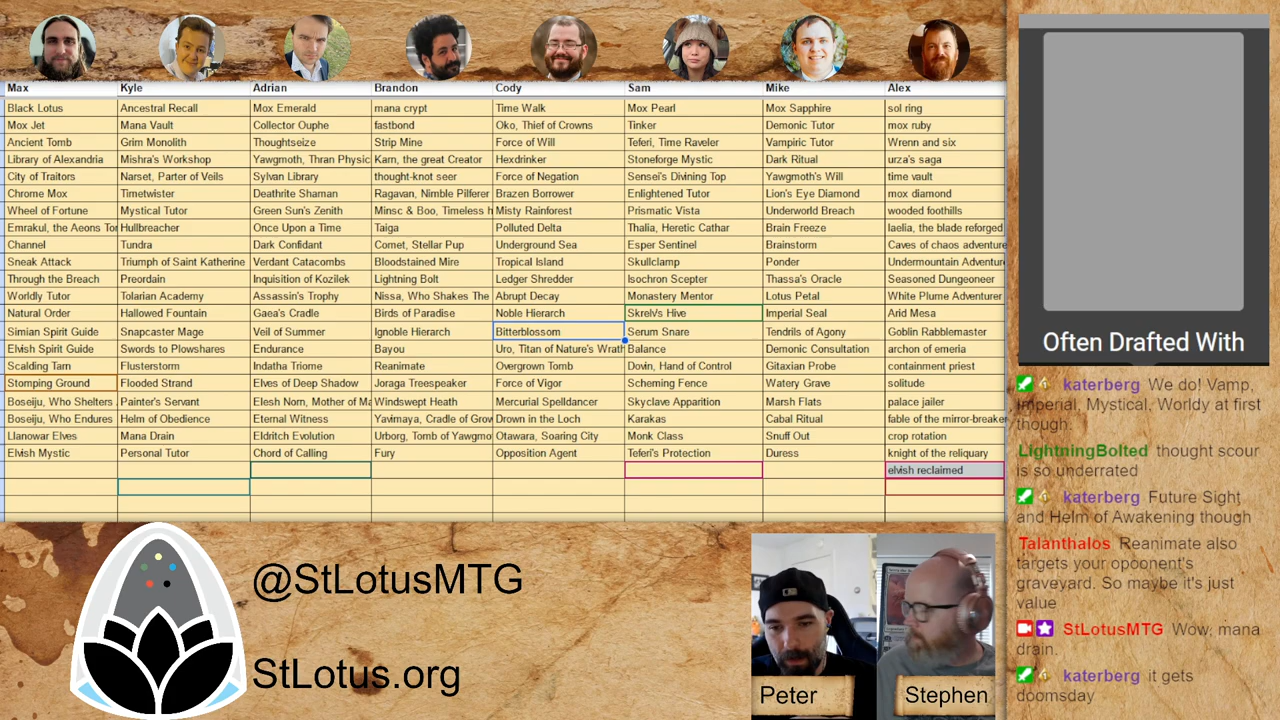 Max Kyle Adrian Brandon Cody Sam Mike Alex
Black Lotus Ancestral Recall Mox Emerald mana crypt Time Walk Mox Pearl Mox Sapphire sol ring
Mox Jet Mana Vault Collector Ouphe fastbond Oko, Thief of Crowns Tinker Demonic Tutor mox ruby
Ancient Tomb Grim Monolith Thoughtseize Strip Mine Force of Will Teferi, Time Raveler Vampiric Tutor Wrenn and six
Library of Alexandria Mishra's Workshop Yawgmoth, Thran Physic Karn, the great Creator Hexdrinker Stoneforge Mystic Dark Ritual urza's saga
City of Traitors Narset, Parter of Veils Sylvan Library thought-knot seer Force of Negation Sensei's Divining Top Yawgmoth's Will time vault
Chrome Mox Timetwister Deathrite Shaman Ragavan, Nimble Pilferer Brazen Borrower Enlightened Tutor Lion's Eye Diamond mox diamond
Wheel of Fortune Mystical Tutor Green Sun's Zenith Minsc & Boo, Timeless h Misty Rainforest Prismatic Vista Underworld Breach wooded foothills
Emrakul, the Aeons Tor Hullbreacher Once Upon a Time Taiga Polluted Delta Thalia, Heretic Cathar Brain Freeze laelia, the blade reforged
Channel Tundra Dark Confidant Comet, Stellar Pup Underground Sea Esper Sentinel Brainstorm Caves of chaos adventure
Sneak Attack Triumph of Saint Katherine Verdant Catacombs Bloodstained Mire Tropical Island Skullclamp Ponder Undermountain Adventure
Through the Breach Preordain Inquisition of Kozilek Lightning Bolt Ledger Shredder Isochron Scepter Thassa's Oracle Seasoned Dungeoneer
Worldly Tutor Tolarian Academy Assassin's Trophy Nissa, Who Shakes The Abrupt Decay Monastery Mentor Lotus Petal White Plume Adventurer
Natural Order Hallowed Fountain Gaea's Cradle Birds of Paradise Noble Hierarch Skrelv's Hive Imperial Seal Arid Mesa
Simian Spirit Guide Snapcaster Mage Veil of Summer Ignoble Hierarch Bitterblossom Serum Snare Tendrils of Agony Goblin Rabblemaster
Elvish Spirit Guide Swords to Plowshares Endurance Bayou Uro, Titan of Nature's Wrath Balance Demonic Consultation archon of emeria
Scalding Tarn Flusterstorm Indatha Triome Reanimate Overgrown Tomb Dovin, Hand of Control Gitaxian Probe containment priest
Stomping Ground Flooded Strand Elves of Deep Shadow Joraga Treespeaker Force of Vigor Scheming Fence Watery Grave solitude
Boseiju, Who Shelters Painter's Servant Elesh Norn, Mother of Ma Windswept Heath Mercurial Spelldancer Skyclave Apparition Marsh Flats palace jailer
Boseiju, Who Endures Helm of Obedience Eternal Witness Yavimaya, Cradle of Grow Drown in the Loch Karakas Cabal Ritual fable of the mirror-breaker
Llanowar Elves Mana Drain Eldritch Evolution Urborg, Tomb of Yawgmo Otawara, Soaring City Monk Class Snuff Out crop rotation
Elvish Mystic Personal Tutor Chord of Calling Fury Opposition Agent Teferi's Protection Duress knight of the reliquary
elvish reclaimed
Often Drafted With
katerberg We do! Vamp,
imperial, Mystical, Worldy at first
though.
LightningBolted thought scour
is so underrated
katerberg Future Sight
and Helm of Awakening though
Talanthalos Reanimate also
targets your opoonent's
graveyard. So maybe it's just
value
StLotusMTG Wow, mana
drain.
katerberg it gets
doomsday
@StLotusMTG
StLotus.org
Peter
Stephen